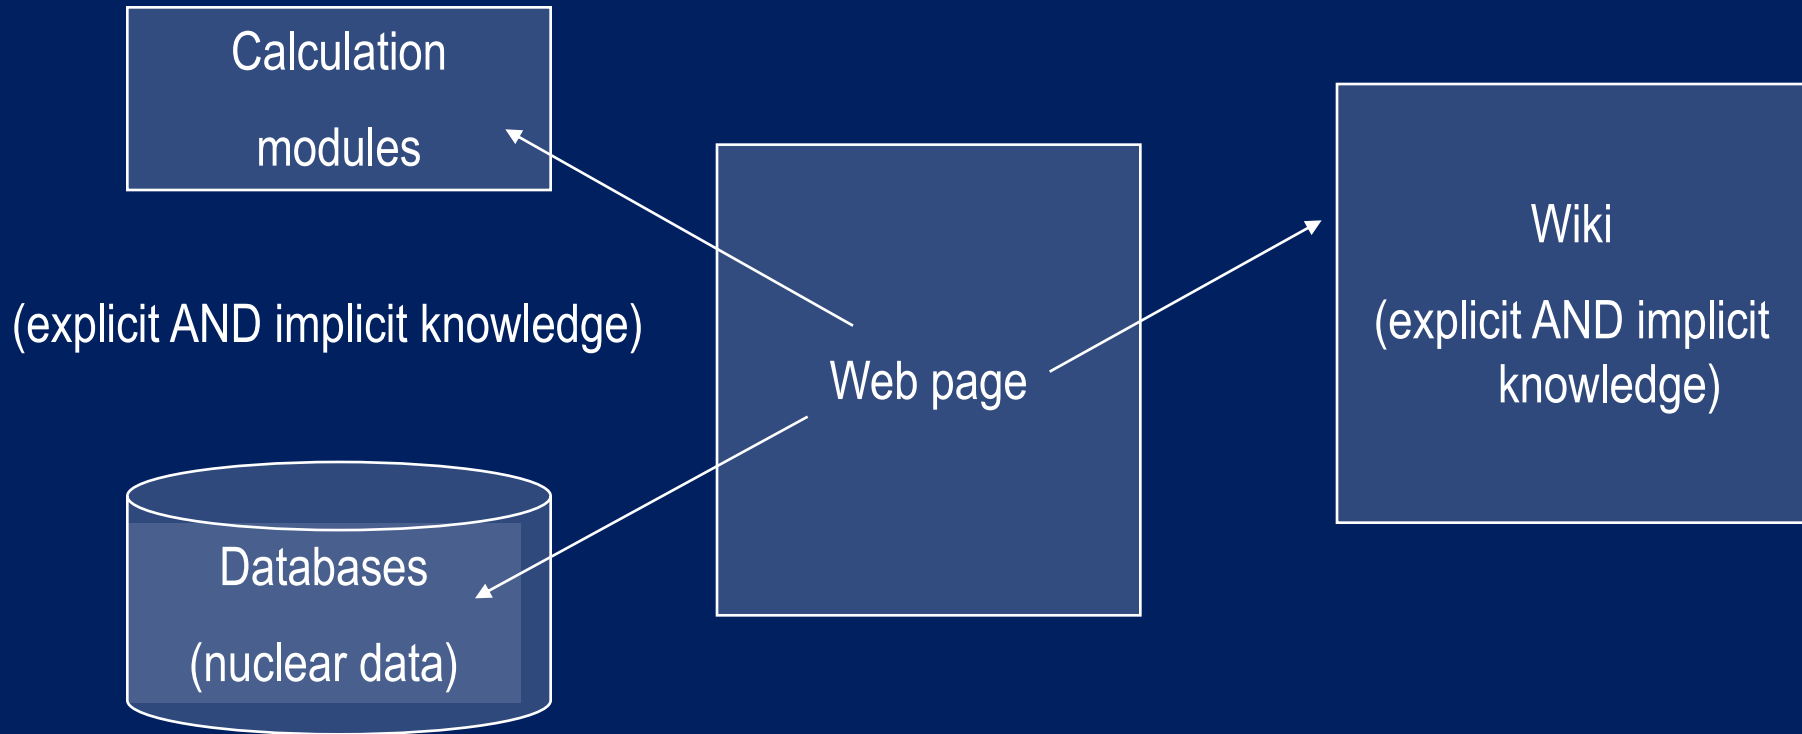 Calculation
modules
(explicit AND implicit knowledge)
Databases
(nuclear data)
Web page
Wiki
(explicit AND implicit
knowledge)